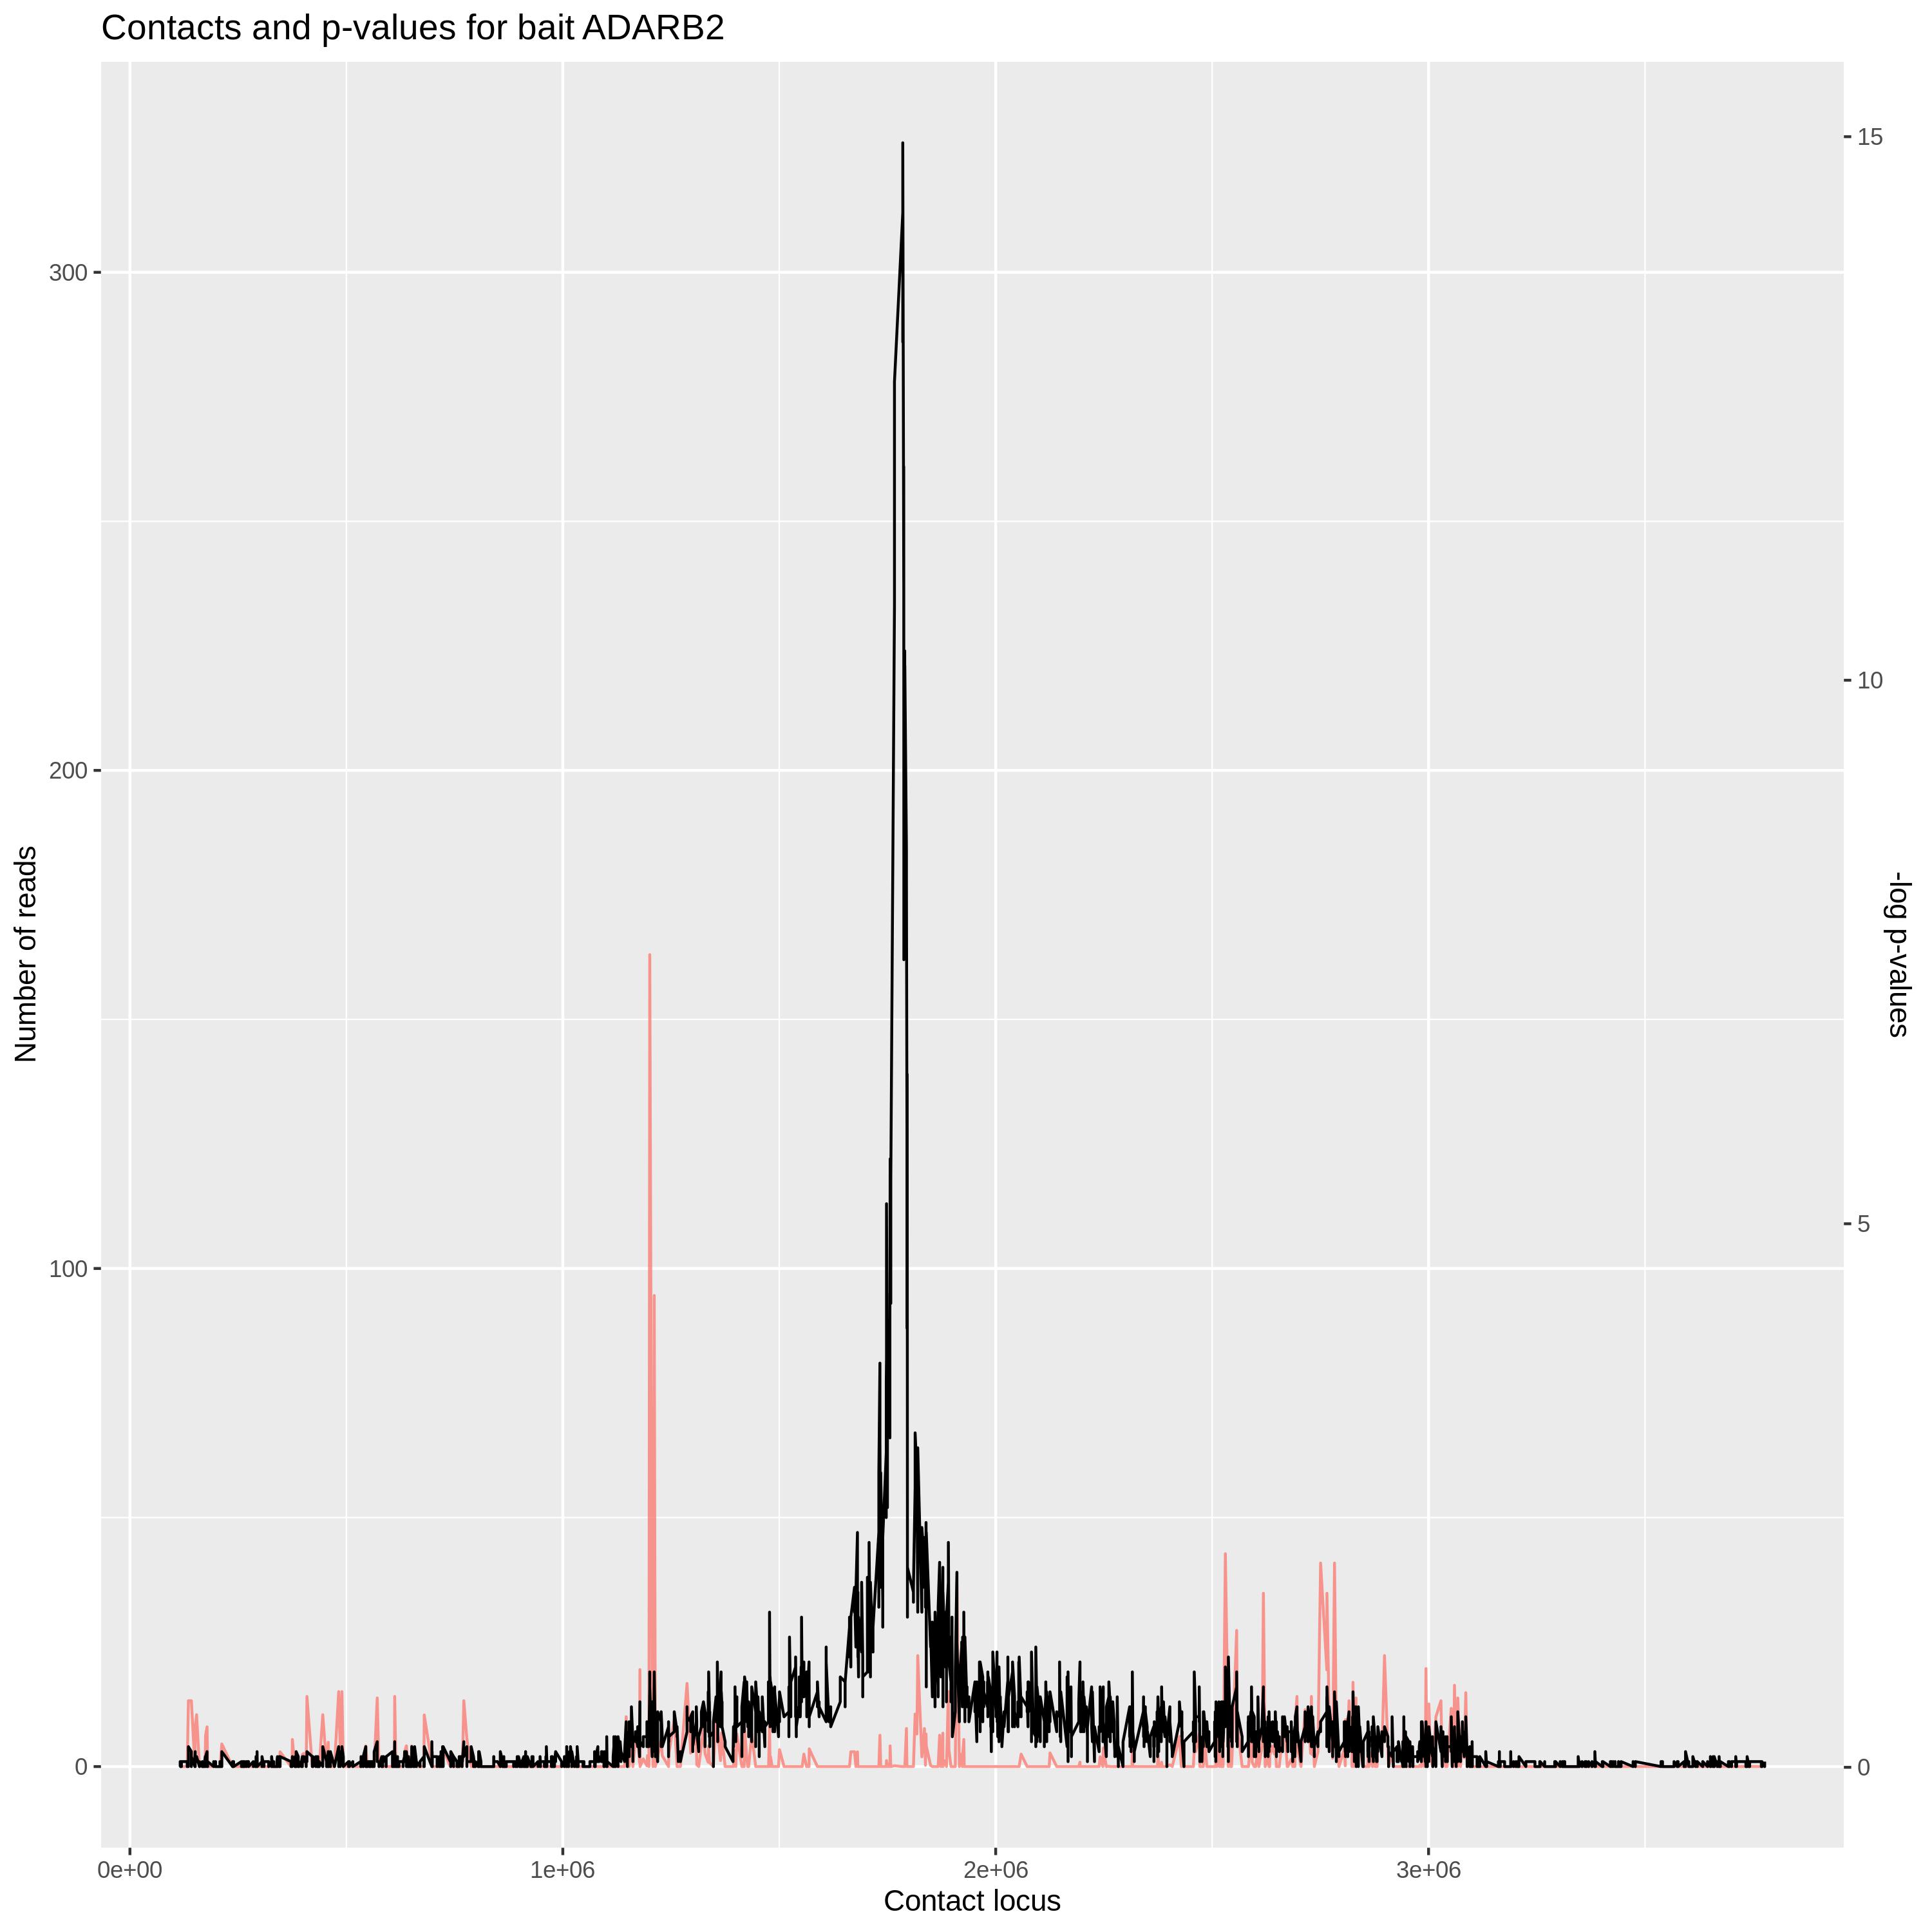 Contacts and p-values for bait ADARB2
Number of reads
300
200
100
0
15
10
5
0
-log p-values
0e+00
1e+06
2e+06
3e+06
Contact locus